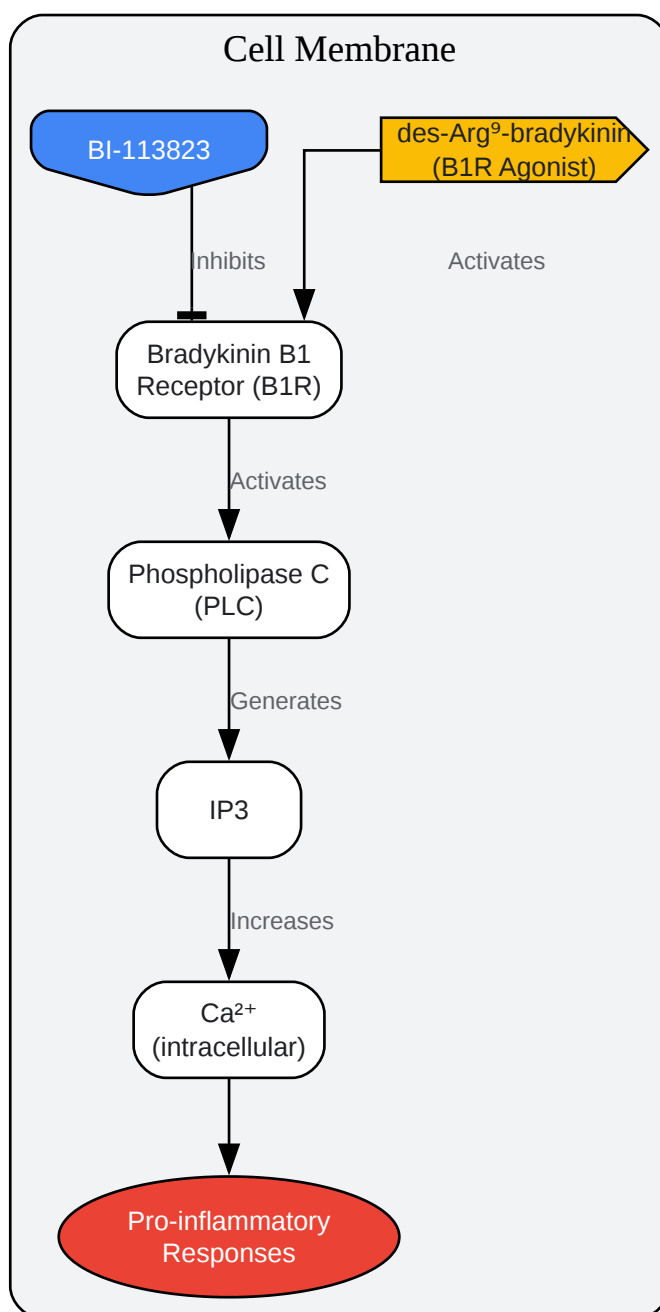 Cell Membrane
BI-113823
des-Arg⁹-bradykinin
(B1R Agonist)
Inhibits
Activates
Bradykinin B1
Receptor (B1R)
Activates
Phospholipase C
(PLC)
Generates
IP3
Increases
Ca²⁺
(intracellular)
Pro-inflammatory
Responses